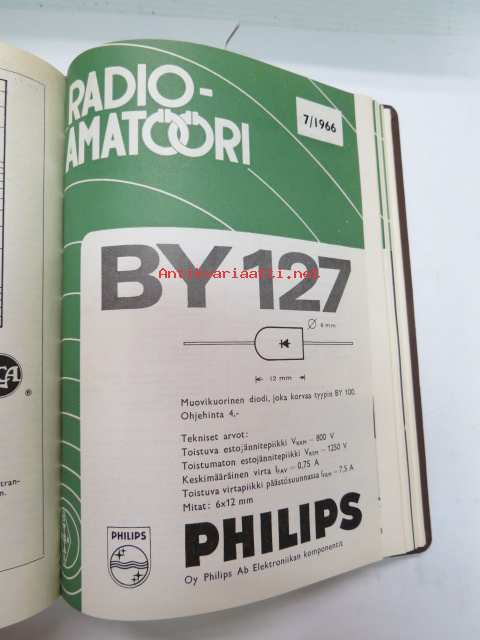 RADIO-
AMATÖÖRI
7/1966
BY 127
Antikvariaatti.net
Ø 6 mm
12 mm
Muovikuorinen diodi, joka korvaa tyypin BY 100.
Ohjehinta 4,-
Tekniset arvot:
Toistuva estojännitepiikki VRRM – 800 V
Toistumaton estojännitepiikki VRSM – 1250 V
Keskimääräinen virta IFAV – 0,75 A
Toistuva virtapiikki päästösuunnassa IFRM – 7,5 A
Mitat: 6x12 mm
PHILIPS
PHILIPS
Oy Philips Ab Elektroniikan komponentit
®
tran-